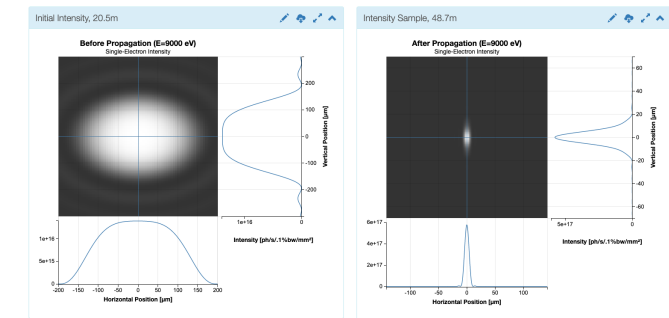 Initial Intensity, 20.5m
Before Propagation (E=9000 eV)
Single-Electron Intensity
200
100
0
-100
-200
Vertical Position [μm]
1e+16
0
Intensity [ph/s/.1%bw/mm²]
1e+16
5e+15
0
-200 -150 -100 -50 0 50 100 150 200
Horizontal Position [μm]
Intensity Sample, 48.7m
After Propagation (E=9000 eV)
Single-Electron Intensity
60
40
20
0
-20
-40
-60
Vertical Position [μm]
5e+17
0
Intensity [ph/s/.1%bw/mm²]
6e+17
4e+17
2e+17
0
-100 -50 0 50 100
Horizontal Position [μm]